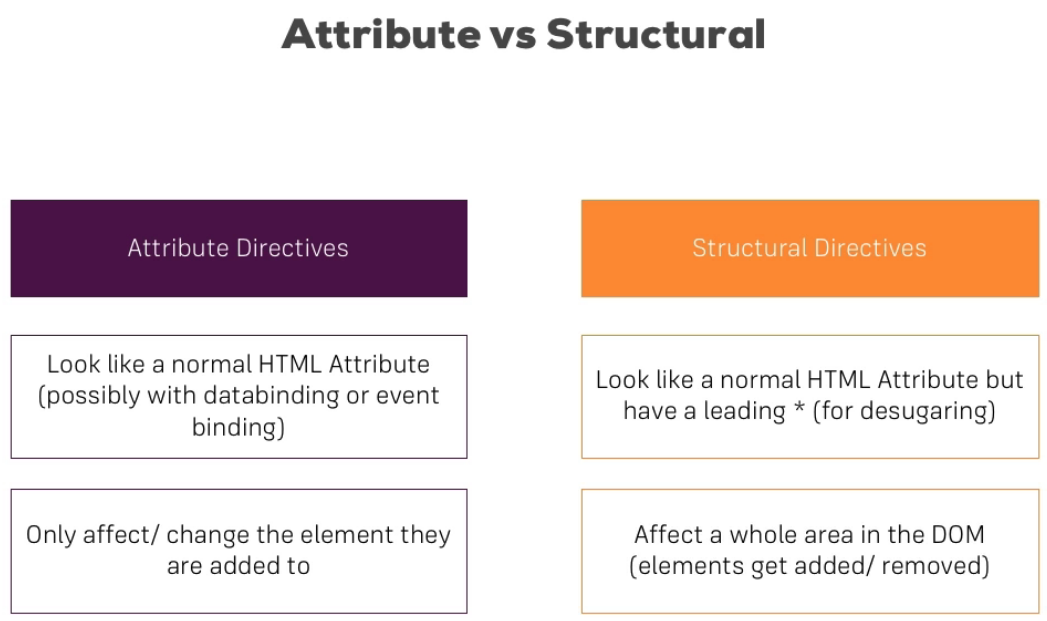 Attribute vs Structural
Attribute Directives
Structural Directives
Look like a normal HTML Attribute
(possibly with databinding or event
binding)
Look like a normal HTML Attribute but
have a leading * (for desugaring)
Only affect/ change the element they
are added to
Affect a whole area in the DOM
(elements get added/ removed)